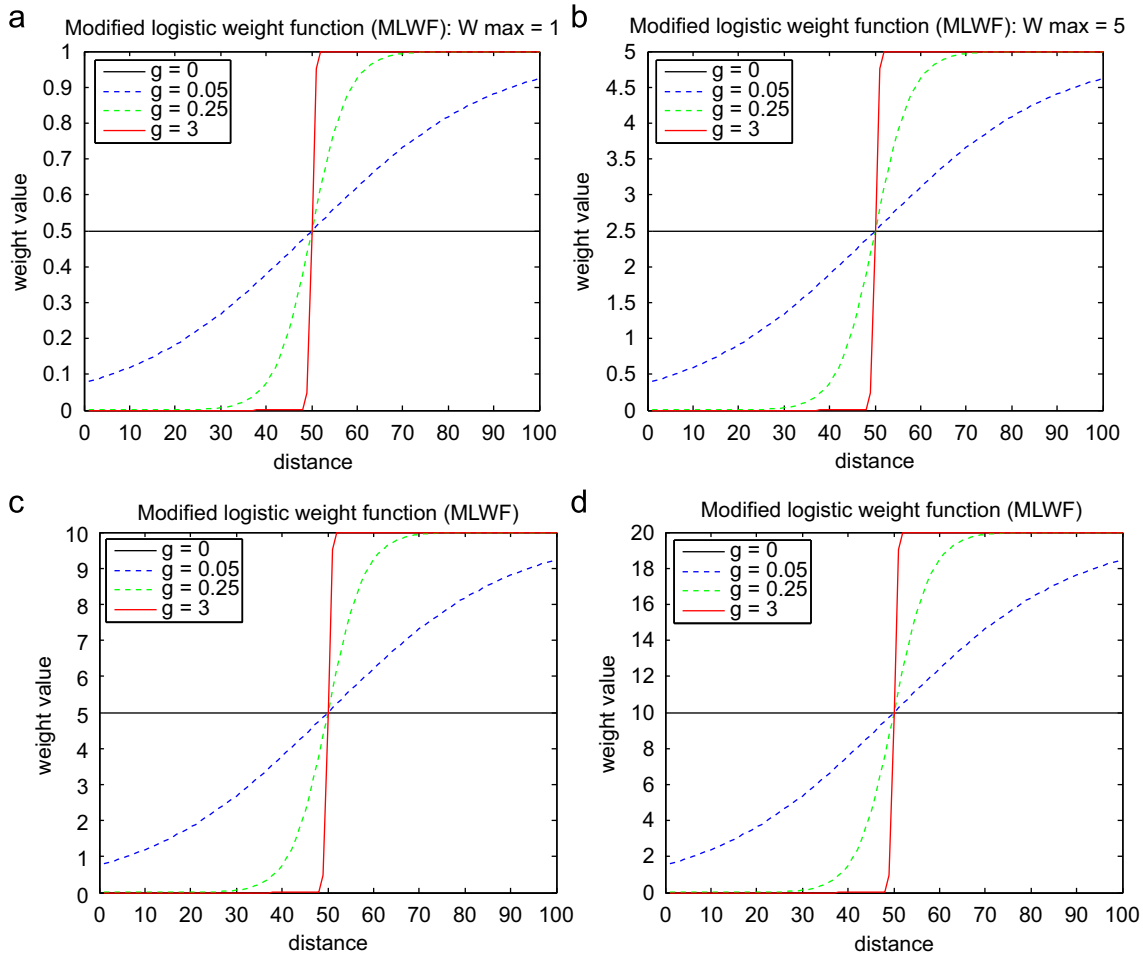 a
Modified logistic weight function (MLWF): W max = 1
1
0.9
0.8
0.7
0.6
0.5
0.4
0.3
0.2
0.1
0
g = 0
g = 0.05
g = 0.25
g = 3
weight value
0 10 20 30 40 50 60 70 80 90 100
distance
b
Modified logistic weight function (MLWF): W max = 5
5
4.5
4
3.5
3
2.5
2
1.5
1
0.5
0
g = 0
g = 0.05
g = 0.25
g = 3
weight value
0 10 20 30 40 50 60 70 80 90 100
distance
c
Modified logistic weight function (MLWF)
10
9
8
7
6
5
4
3
2
1
0
g = 0
g = 0.05
g = 0.25
g = 3
weight value
0 10 20 30 40 50 60 70 80 90 100
distance
d
Modified logistic weight function (MLWF)
20
18
16
14
12
10
8
6
4
2
0
g = 0
g = 0.05
g = 0.25
g = 3
weight value
0 10 20 30 40 50 60 70 80 90 100
distance